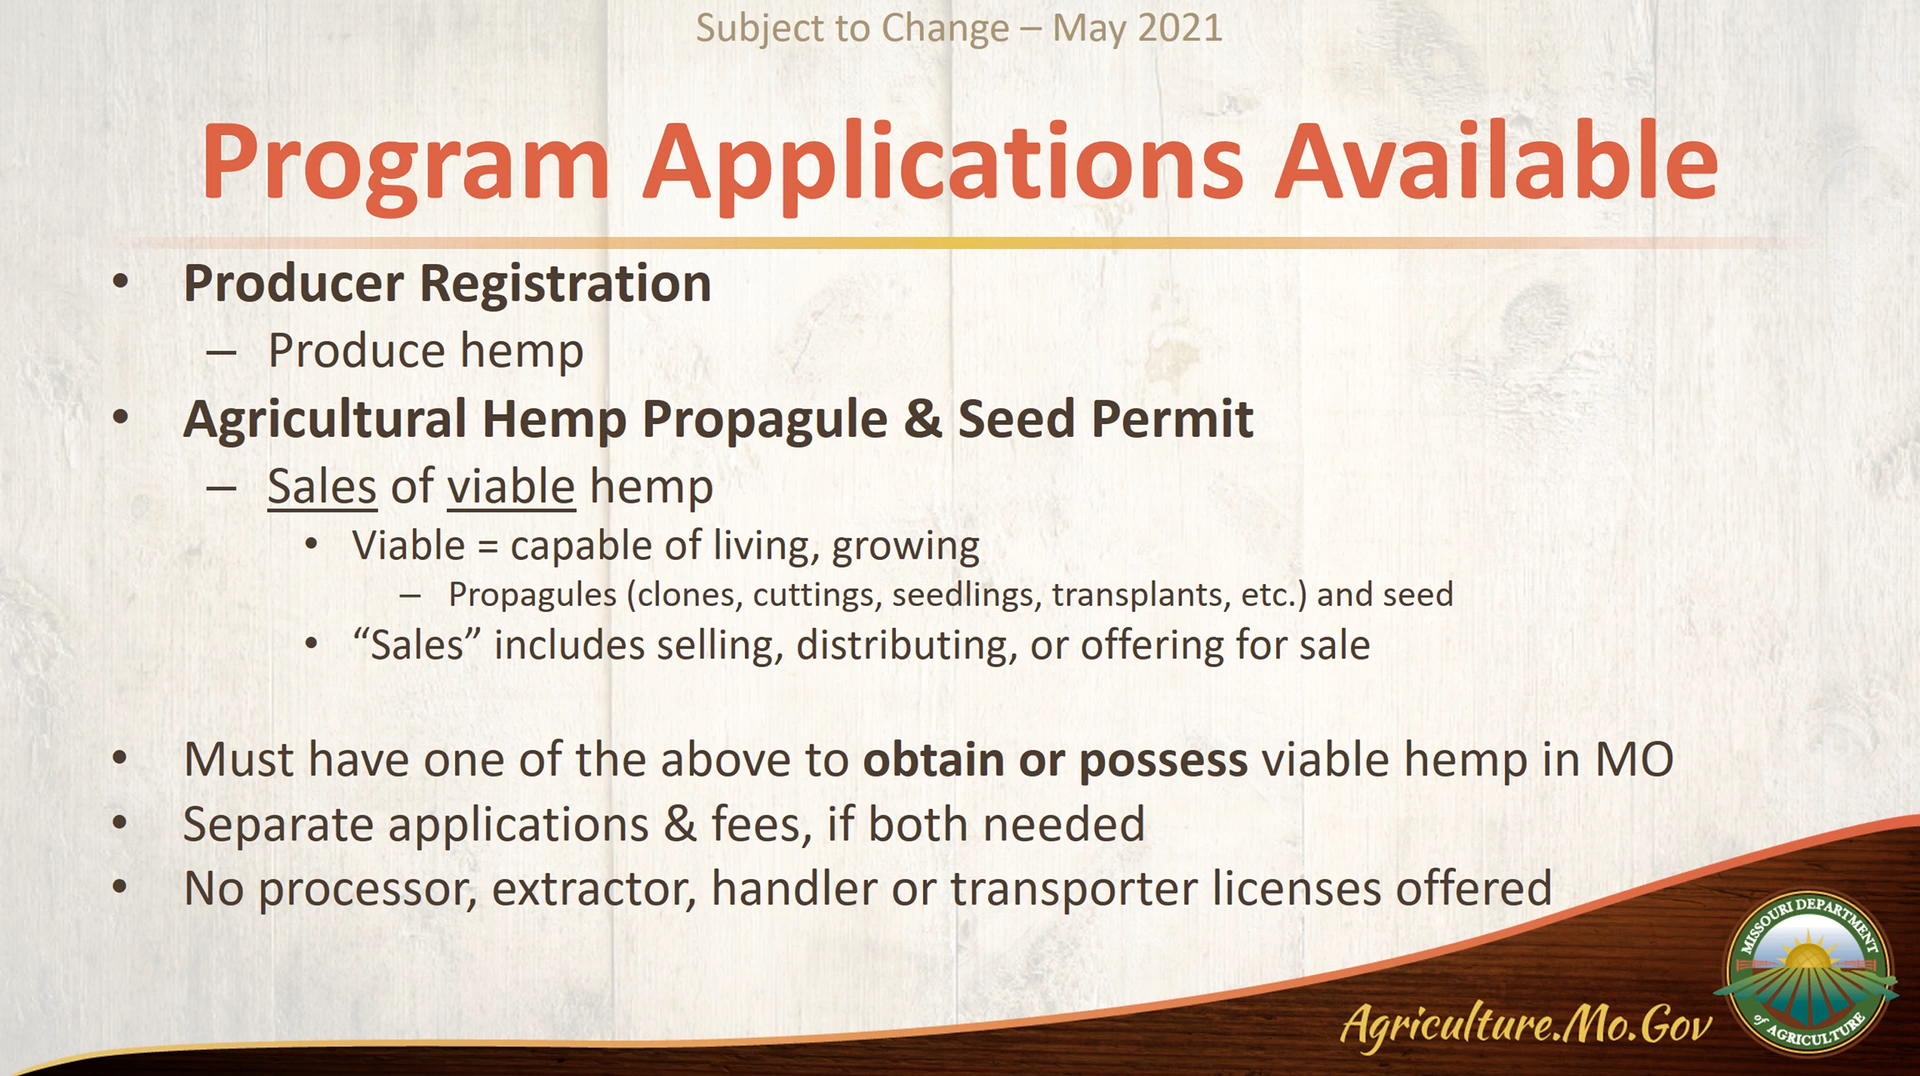 Subject to Change – May 2021
Program Applications Available
• Producer Registration
– Produce hemp
• Agricultural Hemp Propagule & Seed Permit
– Sales of viable hemp
• Viable = capable of living, growing
– Propagules (clones, cuttings, seedlings, transplants, etc.) and seed
• “Sales” includes selling, distributing, or offering for sale
• Must have one of the above to obtain or possess viable hemp in MO
• Separate applications & fees, if both needed
• No processor, extractor, handler or transporter licenses offered
Agriculture.Mo.Gov
MISSOURI DEPARTMENT
of AGRICULTURE